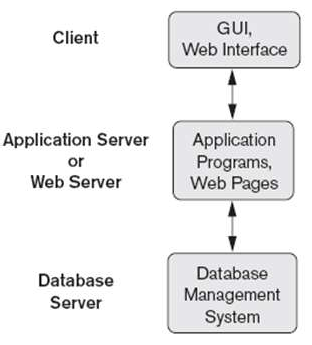 Client
GUI,
Web Interface
Application Server
or
Web Server
Application
Programs,
Web Pages
Database
Server
Database
Management
System